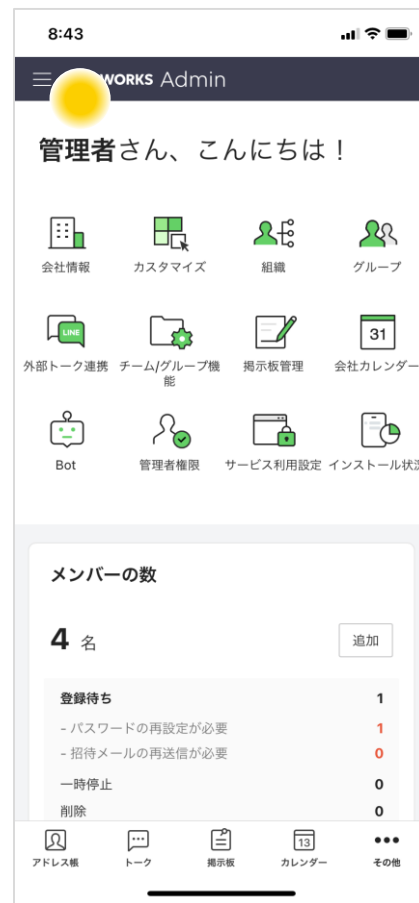 8:43
WORKS Admin
管理者さん、こんにちは！
会社情報 カスタマイズ 組織 グループ
LINE
31
外部トーク連携 チーム/グループ機能 掲示板管理 会社カレンダー
Bot 管理者権限 サービス利用設定 インストール状況
メンバーの数
4 名 追加
登録待ち 1
- パスワードの再設定が必要 1
- 招待メールの再送信が必要 0
一時停止 0
削除 0
13
アドレス帳 トーク 掲示板 カレンダー その他